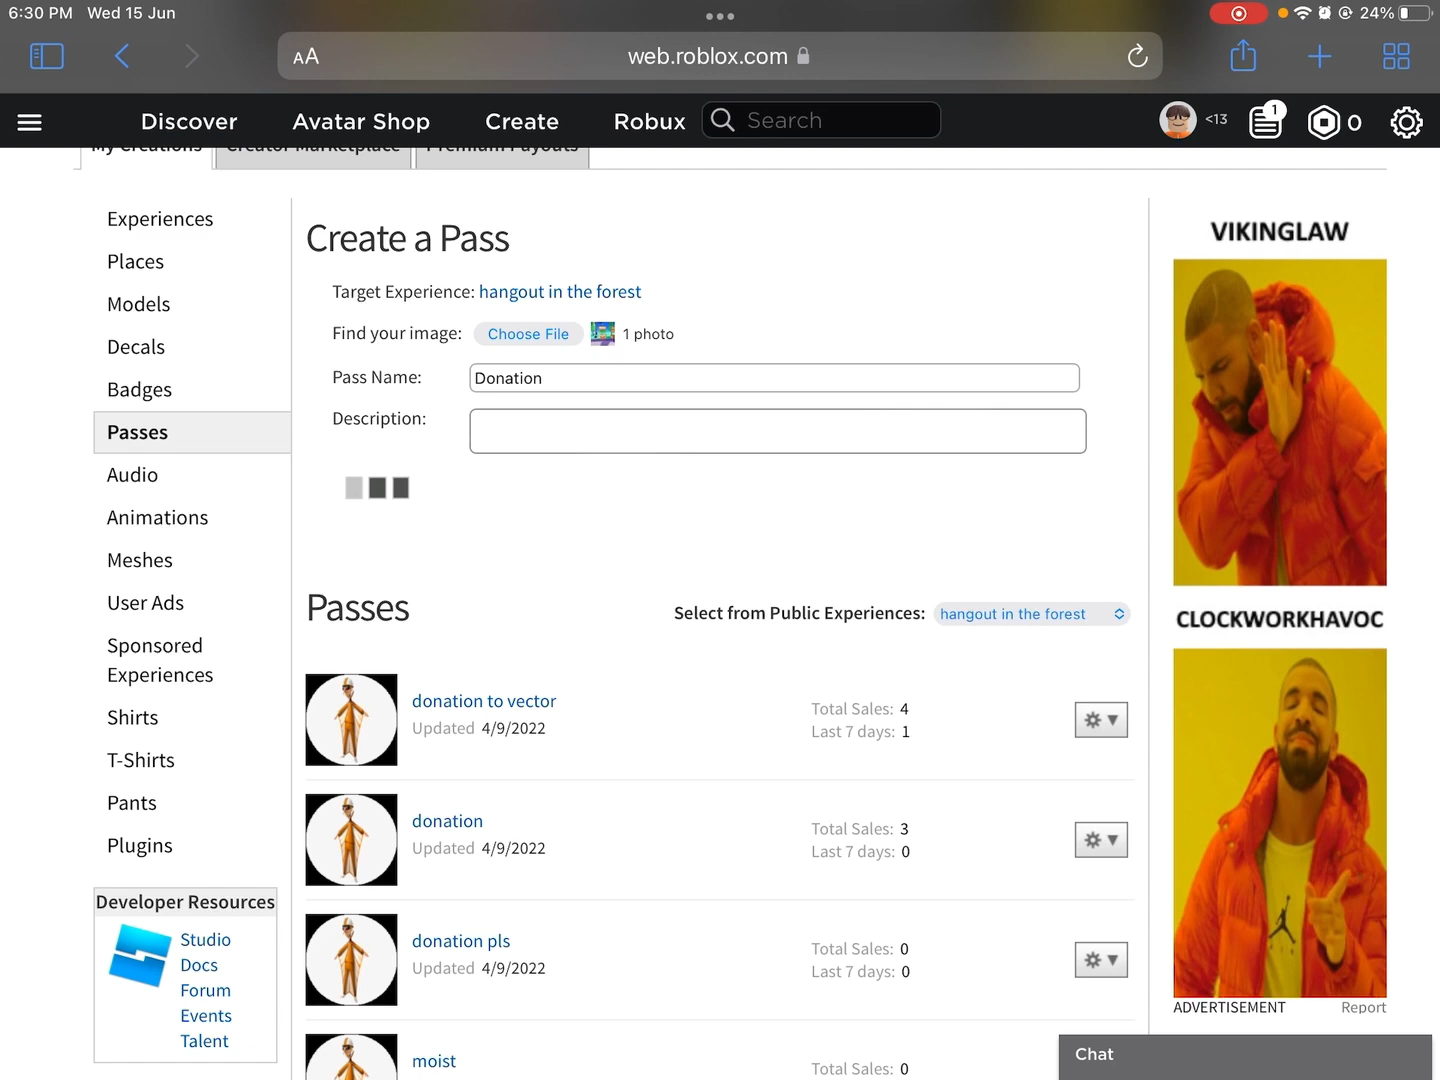 6:30 PM Wed 15 Jun
24%
AA
web.roblox.com
Discover Avatar Shop Create Robux Search <13 1 0
My Creations Creator Marketplace Premium Payouts
Experiences
Places
Models
Decals
Badges
Passes
Audio
Animations
Meshes
User Ads
Sponsored
Experiences
Shirts
T-Shirts
Pants
Plugins
Developer Resources
Studio
Docs
Forum
Events
Talent
Create a Pass
Target Experience: hangout in the forest
Find your image: Choose File 1 photo
Pass Name: Donation
Description:
Passes
Select from Public Experiences: hangout in the forest
donation to vector
Updated 4/9/2022
Total Sales: 4
Last 7 days: 1
donation
Updated 4/9/2022
Total Sales: 3
Last 7 days: 0
donation pls
Updated 4/9/2022
Total Sales: 0
Last 7 days: 0
moist
Total Sales: 0
VIKINGLAW
CLOCKWORKHAVOC
ADVERTISEMENT Report
Chat